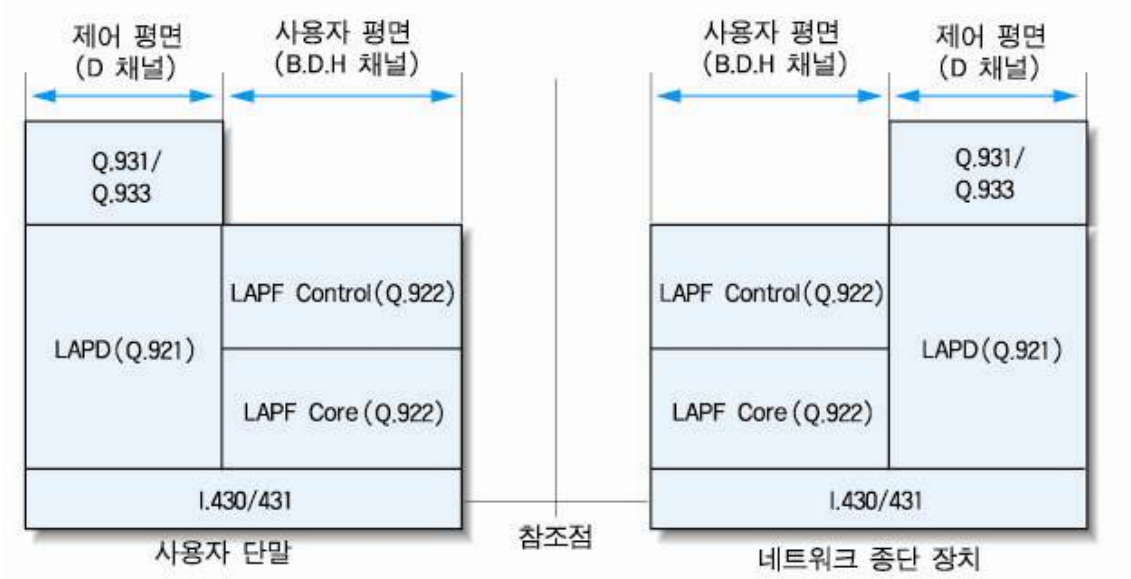 제어 평면
(D 채널)
사용자 평면
(B.D.H 채널)
사용자 평면
(B.D.H 채널)
제어 평면
(D 채널)
Q.931/
Q.933
Q.931/
Q.933
LAPF Control(Q.922)
LAPD(Q.921)
LAPF Core(Q.922)
LAPF Control(Q.922)
LAPD(Q.921)
LAPF Core(Q.922)
I.430/431
I.430/431
사용자 단말
참조점
네트워크 종단 장치